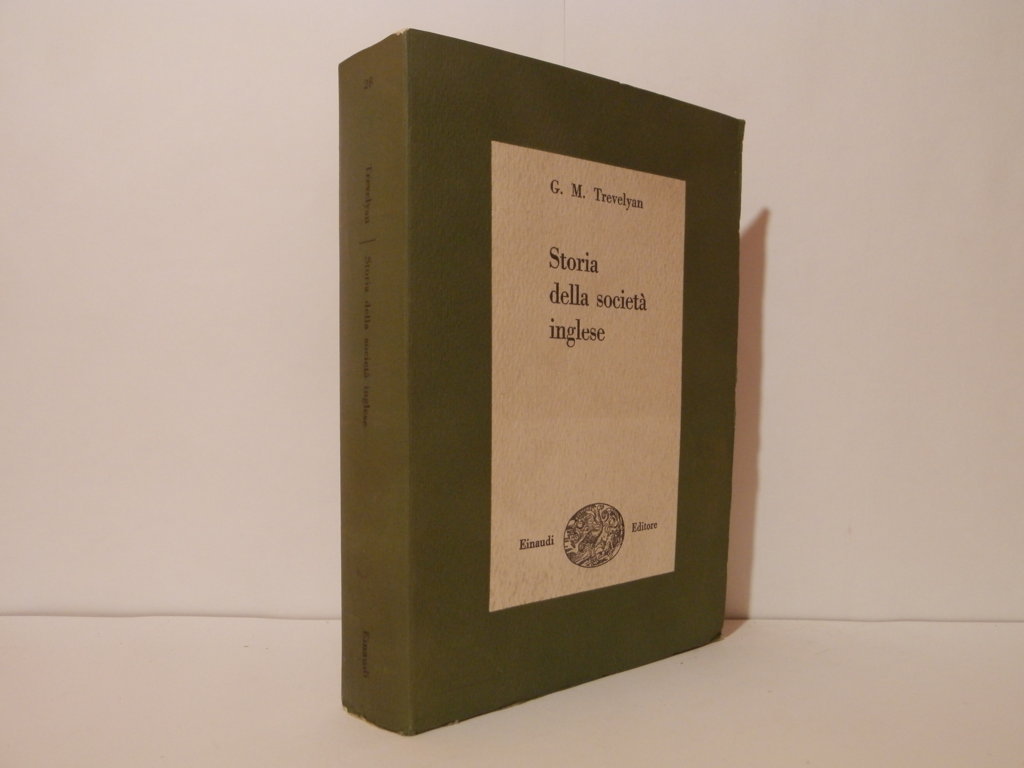 G. M. Trevelyan
Storia
della società
inglese
Einaudi Editore
Trevelyan | Storia della società inglese
Einaudi